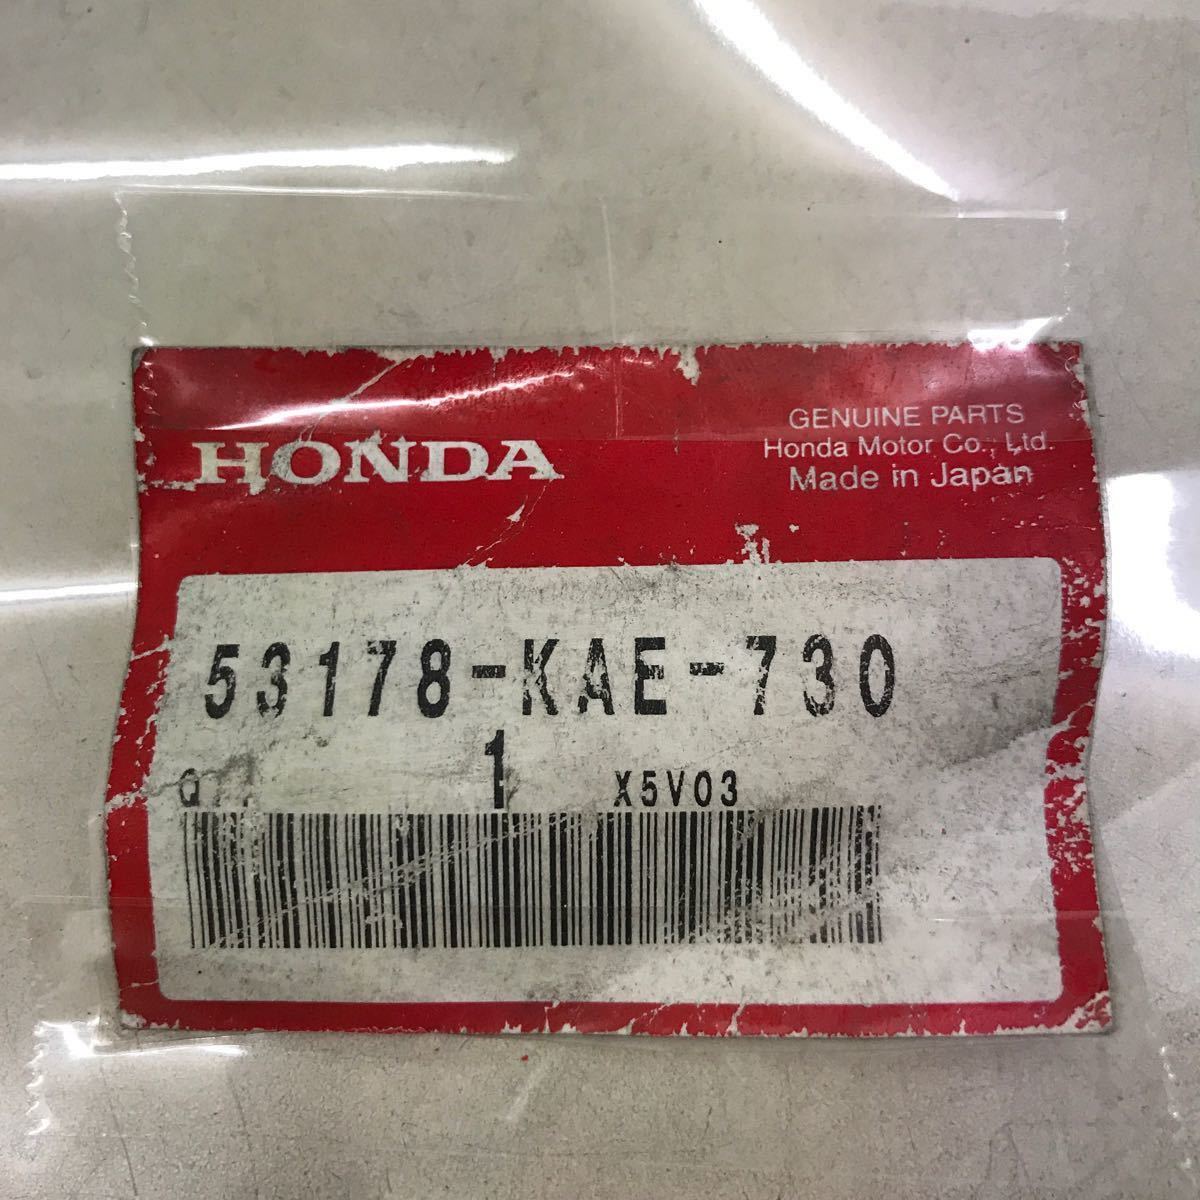 HONDA
GENUINE PARTS
Honda Motor Co., Ltd.
Made in Japan
53178-KAE-730
1 X5V03